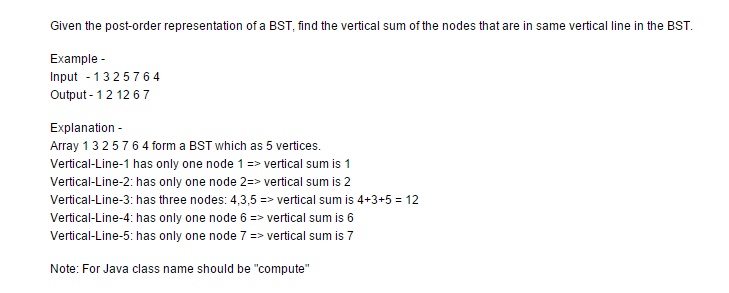 Given the post-order representation of a BST, find the vertical sum of the nodes that are in same vertical line in the BST.
Example -
Input - 1 3 2 5 7 6 4
Output - 1 2 12 6 7
Explanation -
Array 1 3 2 5 7 6 4 form a BST which as 5 vertices.
Vertical-Line-1 has only one node 1 => vertical sum is 1
Vertical-Line-2: has only one node 2=> vertical sum is 2
Vertical-Line-3: has three nodes: 4,3,5 => vertical sum is 4+3+5 = 12
Vertical-Line-4: has only one node 6 => vertical sum is 6
Vertical-Line-5: has only one node 7 => vertical sum is 7
Note: For Java class name should be "compute"